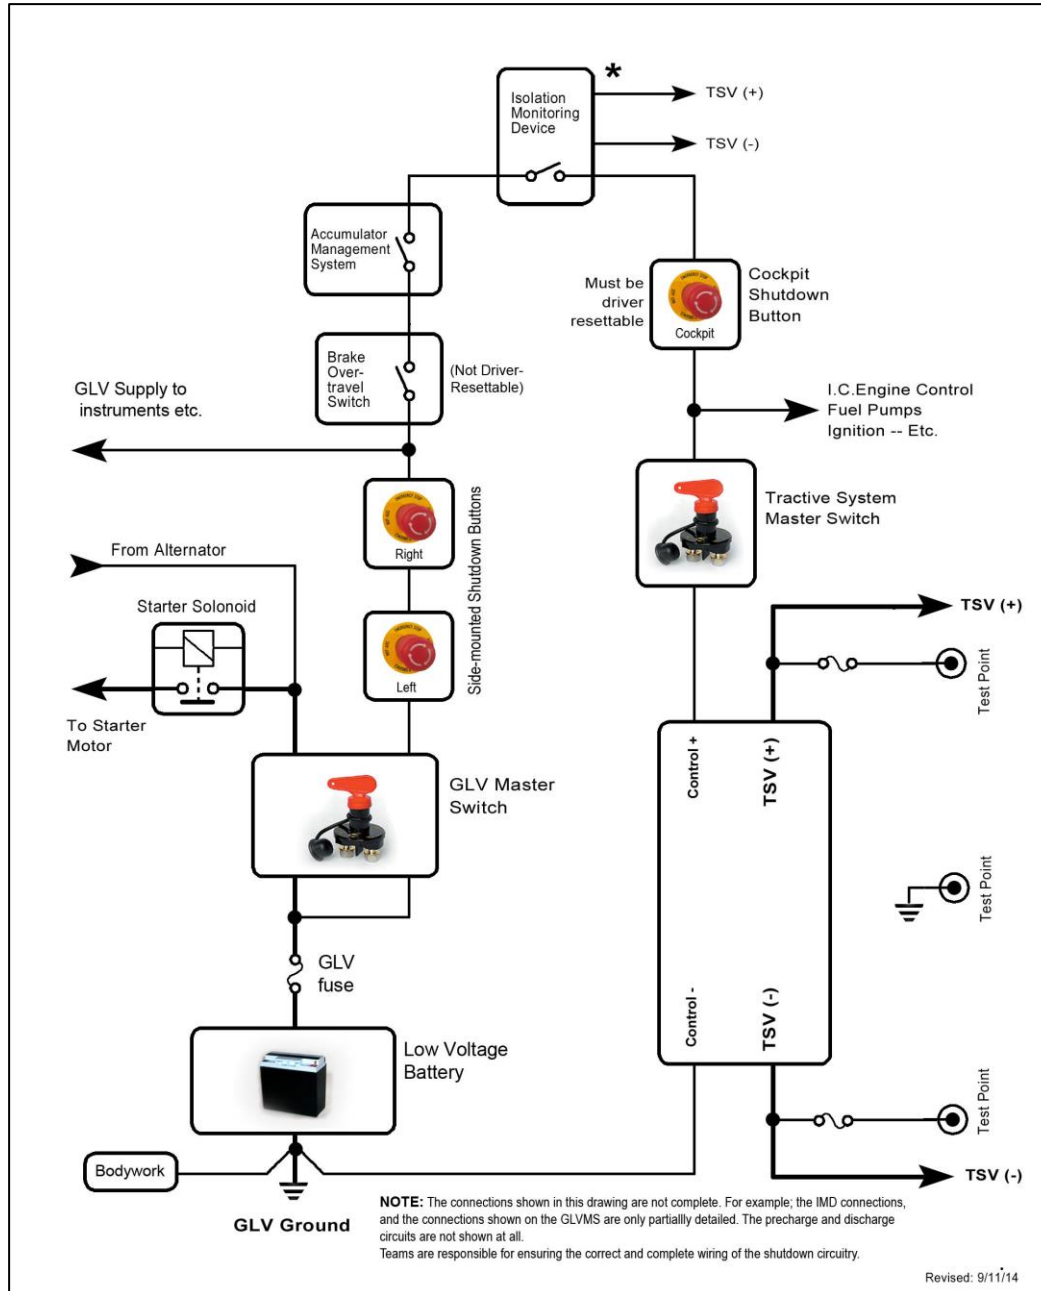 *
Isolation
Monitoring
Device
TSV (+)
TSV (-)
Accumulator
Management
System
Must be
driver
resettable
Cockpit
Cockpit
Shutdown
Button
Brake
Over-
travel
Switch
(Not Driver-
Resettable)
GLV Supply to
instruments etc.
I.C.Engine Control
Fuel Pumps
Ignition -- Etc.
Right
Left
Side-mounted Shutdown Buttons
Tractive System
Master Switch
From Alternator
Starter Solonoid
To Starter
Motor
TSV (+)
Test Point
GLV Master
Switch
Control +
TSV (+)
Test Point
GLV
fuse
Control -
TSV (-)
Low Voltage
Battery
Test Point
Bodywork
TSV (-)
GLV Ground
NOTE: The connections shown in this drawing are not complete. For example; the IMD connections,
and the connections shown on the GLVMS are only partiallly detailed. The precharge and discharge
circuits are not shown at all.
Teams are responsible for ensuring the correct and complete wiring of the shutdown circuitry.
Revised: 9/11/14